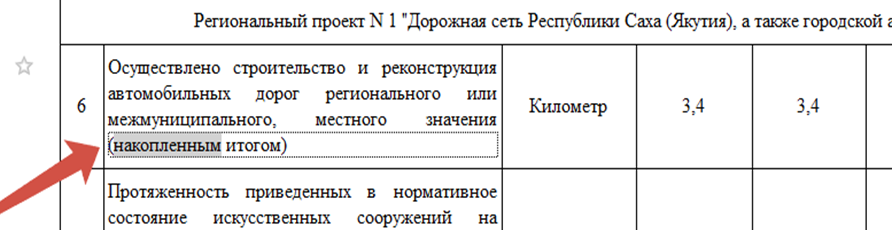 Региональный проект N 1 "Дорожная сеть Республики Саха (Якутия), а также городской
6
Осуществлено строительство и реконструкция
автомобильных дорог регионального или
межмуниципального, местного значения
(накопленным итогом)
Километр
3,4
3,4
Протяженность приведенных в нормативное
состояние искусственных сооружений на